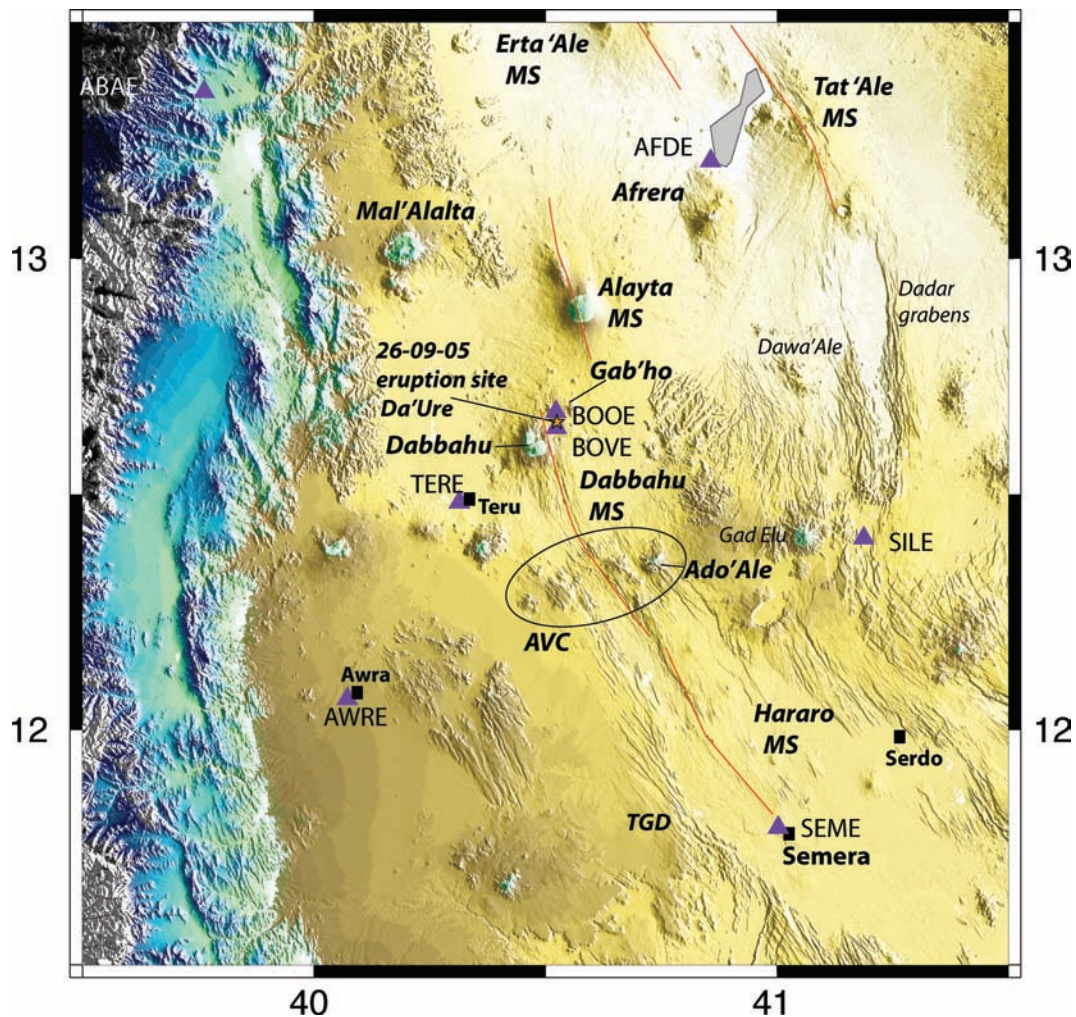 Erta ‘Ale
MS
ABAE
Tat ‘Ale
MS
AFDE
Afrera
Mal’Alalta
13
13
Alayta
MS
Dadar
grabens
Dawa’Ale
26-09-05
eruption site
Da’Ure
Gab’ho
BOOE
BOVE
Dabbahu
Dabbahu
MS
TERE
Teru
Gad Elu
SILE
Ado’Ale
AVC
Awra
AWRE
12
12
Hararo
MS
Serdo
TGD
SEME
Semera
40
41